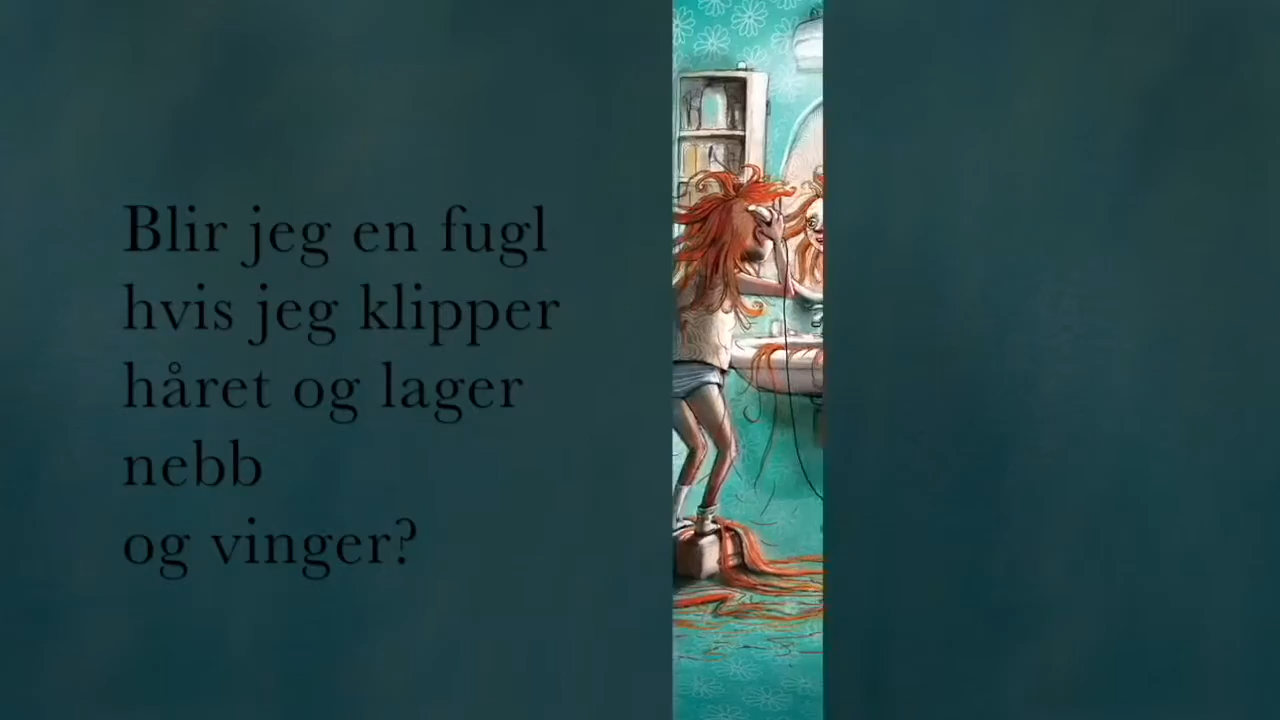 Blir jeg en fugl
hvis jeg klipper
håret og lager
nebb
og vinger?